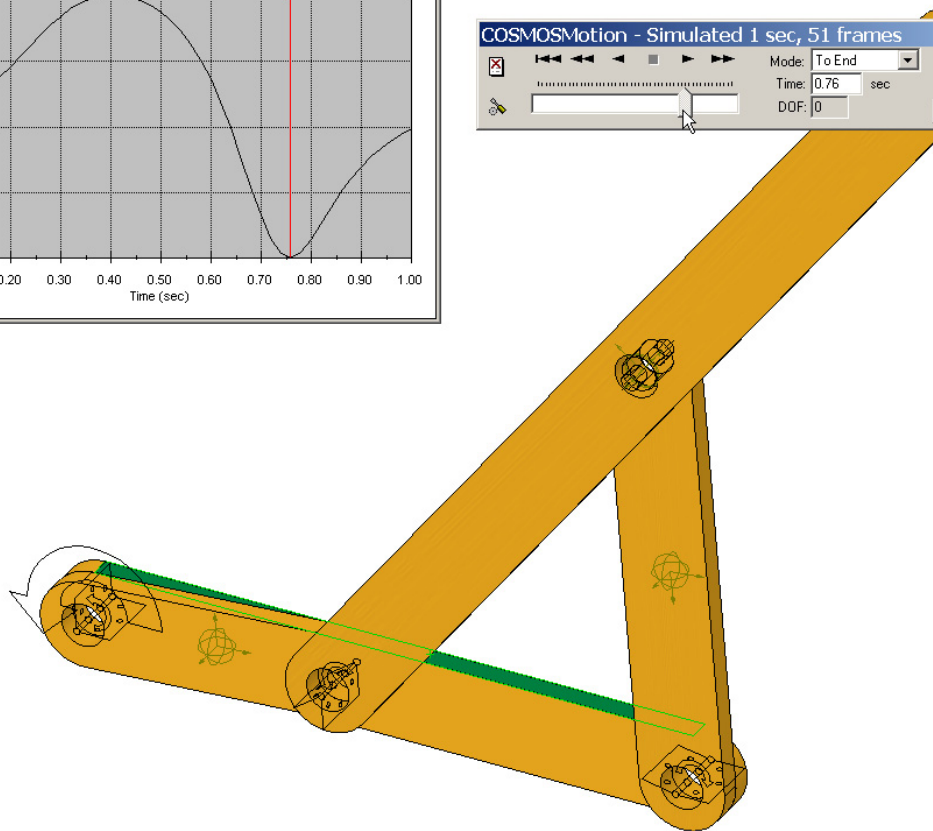 COSMOSMotion - Simulated 1 sec, 51 frames
Mode: To End
Time: 0.76 sec
DOF: 0
0.20 0.30 0.40 0.50 0.60 0.70 0.80 0.90 1.00
Time (sec)